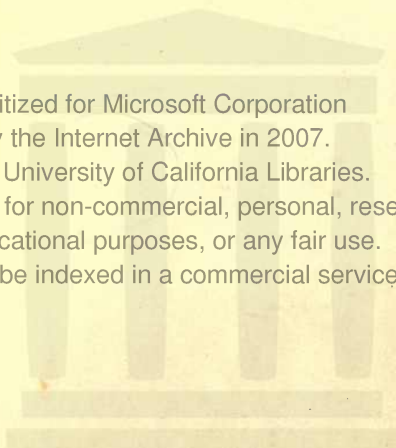 itized for Microsoft Corporation
the Internet Archive in 2007.
University of California Libraries.
for non-commercial, personal, rese
cational purposes, or any fair use.
be indexed in a commercial service